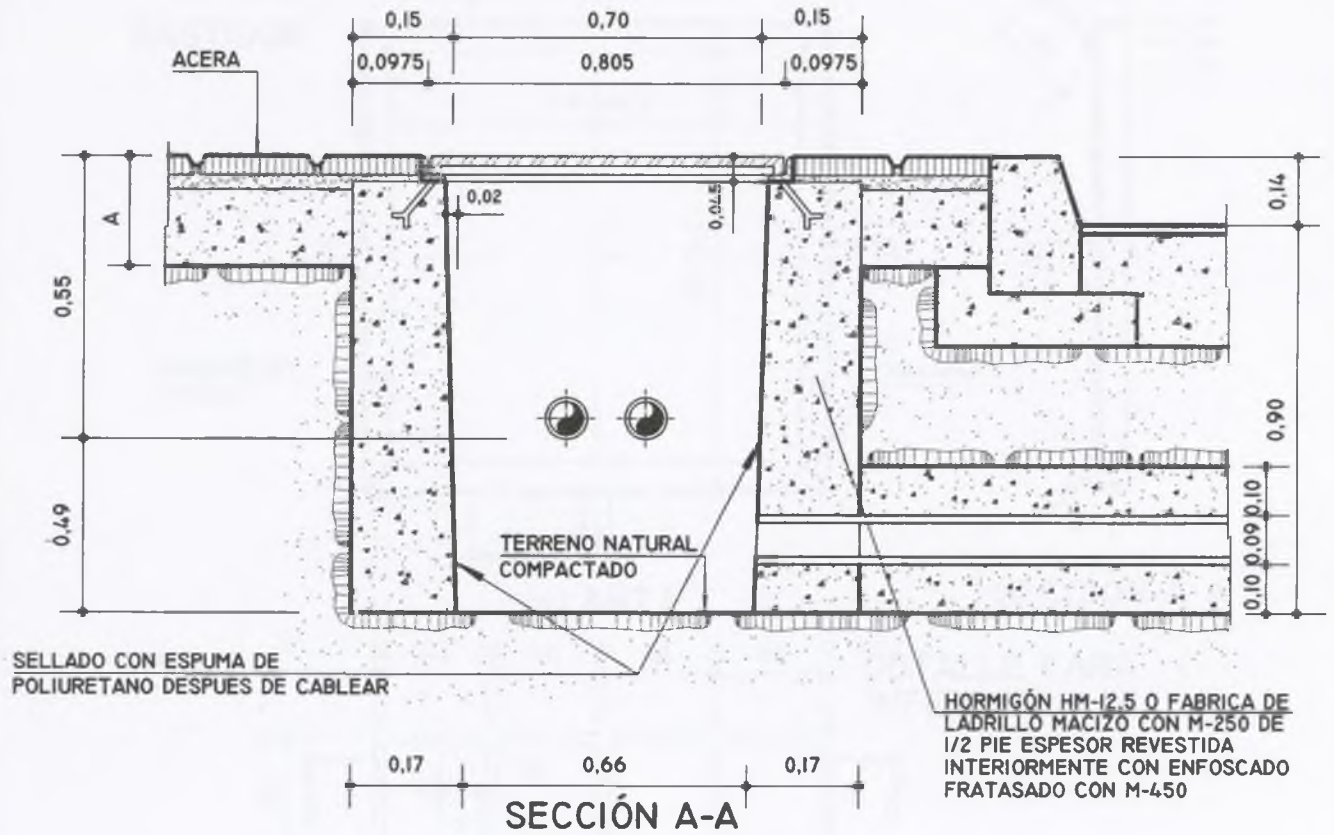 0,15 0,70 0,15
0,0975 0,805 0,0975
ACERA
A
0,02
0,045
0,14
0,55
0,90
0,49
0,10
0,09
0,10
TERRENO NATURAL
COMPACTADO
SELLADO CON ESPUMA DE
POLIURETANO DESPUES DE CABLEAR
HORMIGÓN HM-12,5 O FABRICA DE
LADRILLO MACIZO CON M-250 DE
1/2 PIE ESPESOR REVESTIDA
INTERIORMENTE CON ENFOSCADO
FRATASADO CON M-450
0,17 0,66 0,17
SECCIÓN A-A